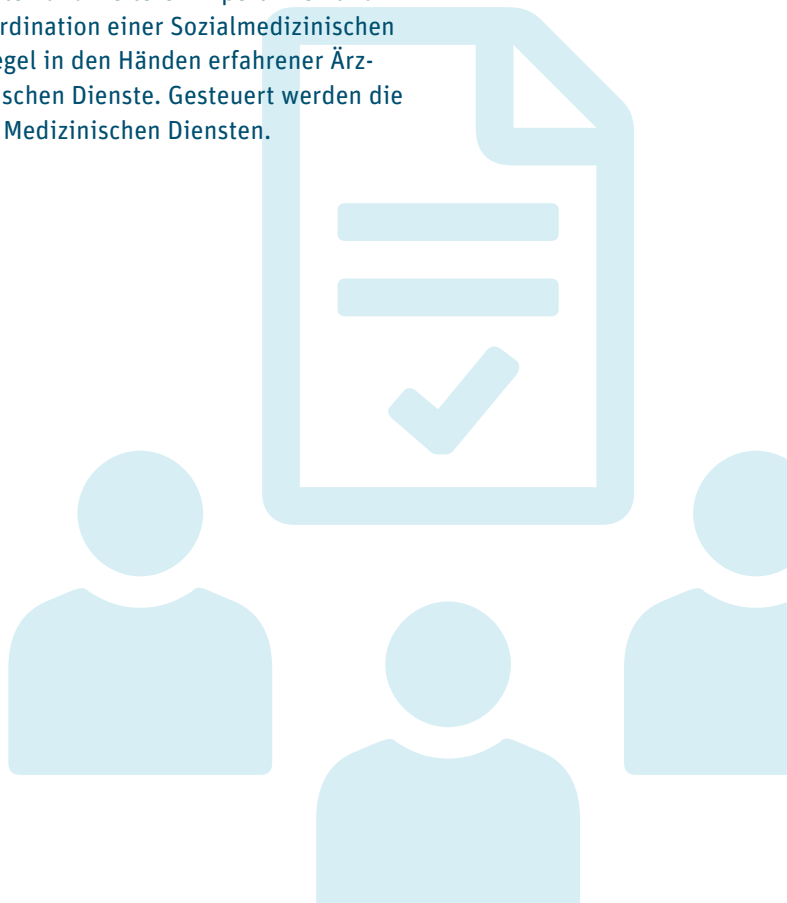 rdination einer Sozialmedizinischen
egel in den Händen erfahrener Ärz-
schen Dienste. Gesteuert werden die
Medizinischen Diensten.